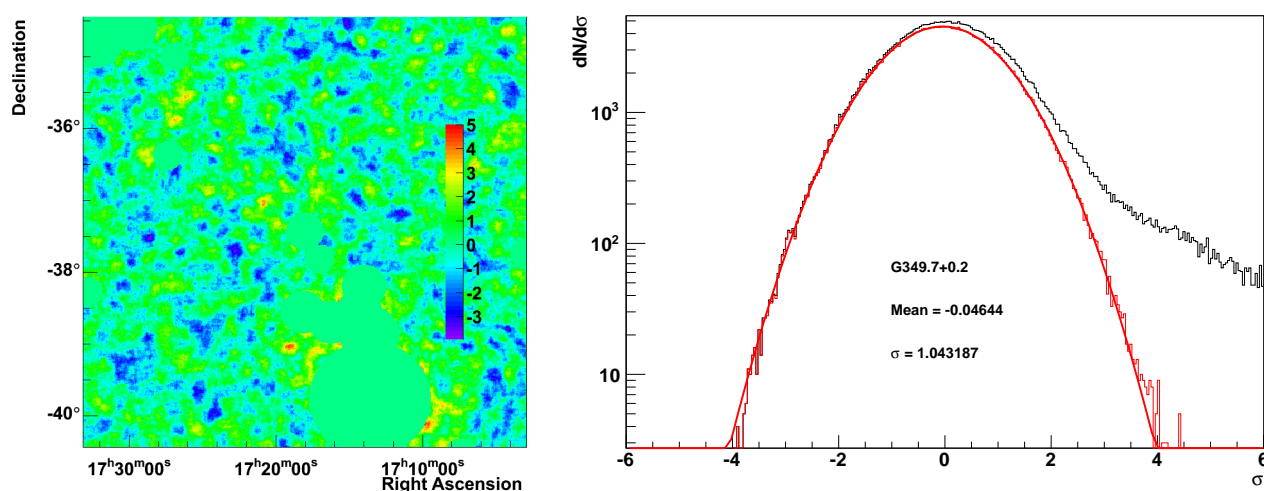 Declination
-36°
-38°
-40°
5
4
3
2
1
0
-1
-2
-3
17ʰ30ᵐ00ˢ
17ʰ20ᵐ00ˢ
17ʰ10ᵐ00ˢ
Right Ascension
dN/dσ
10³
10²
10
G349.7+0.2
Mean = -0.04644
σ = 1.043187
-6
-4
-2
0
2
4
6
σ